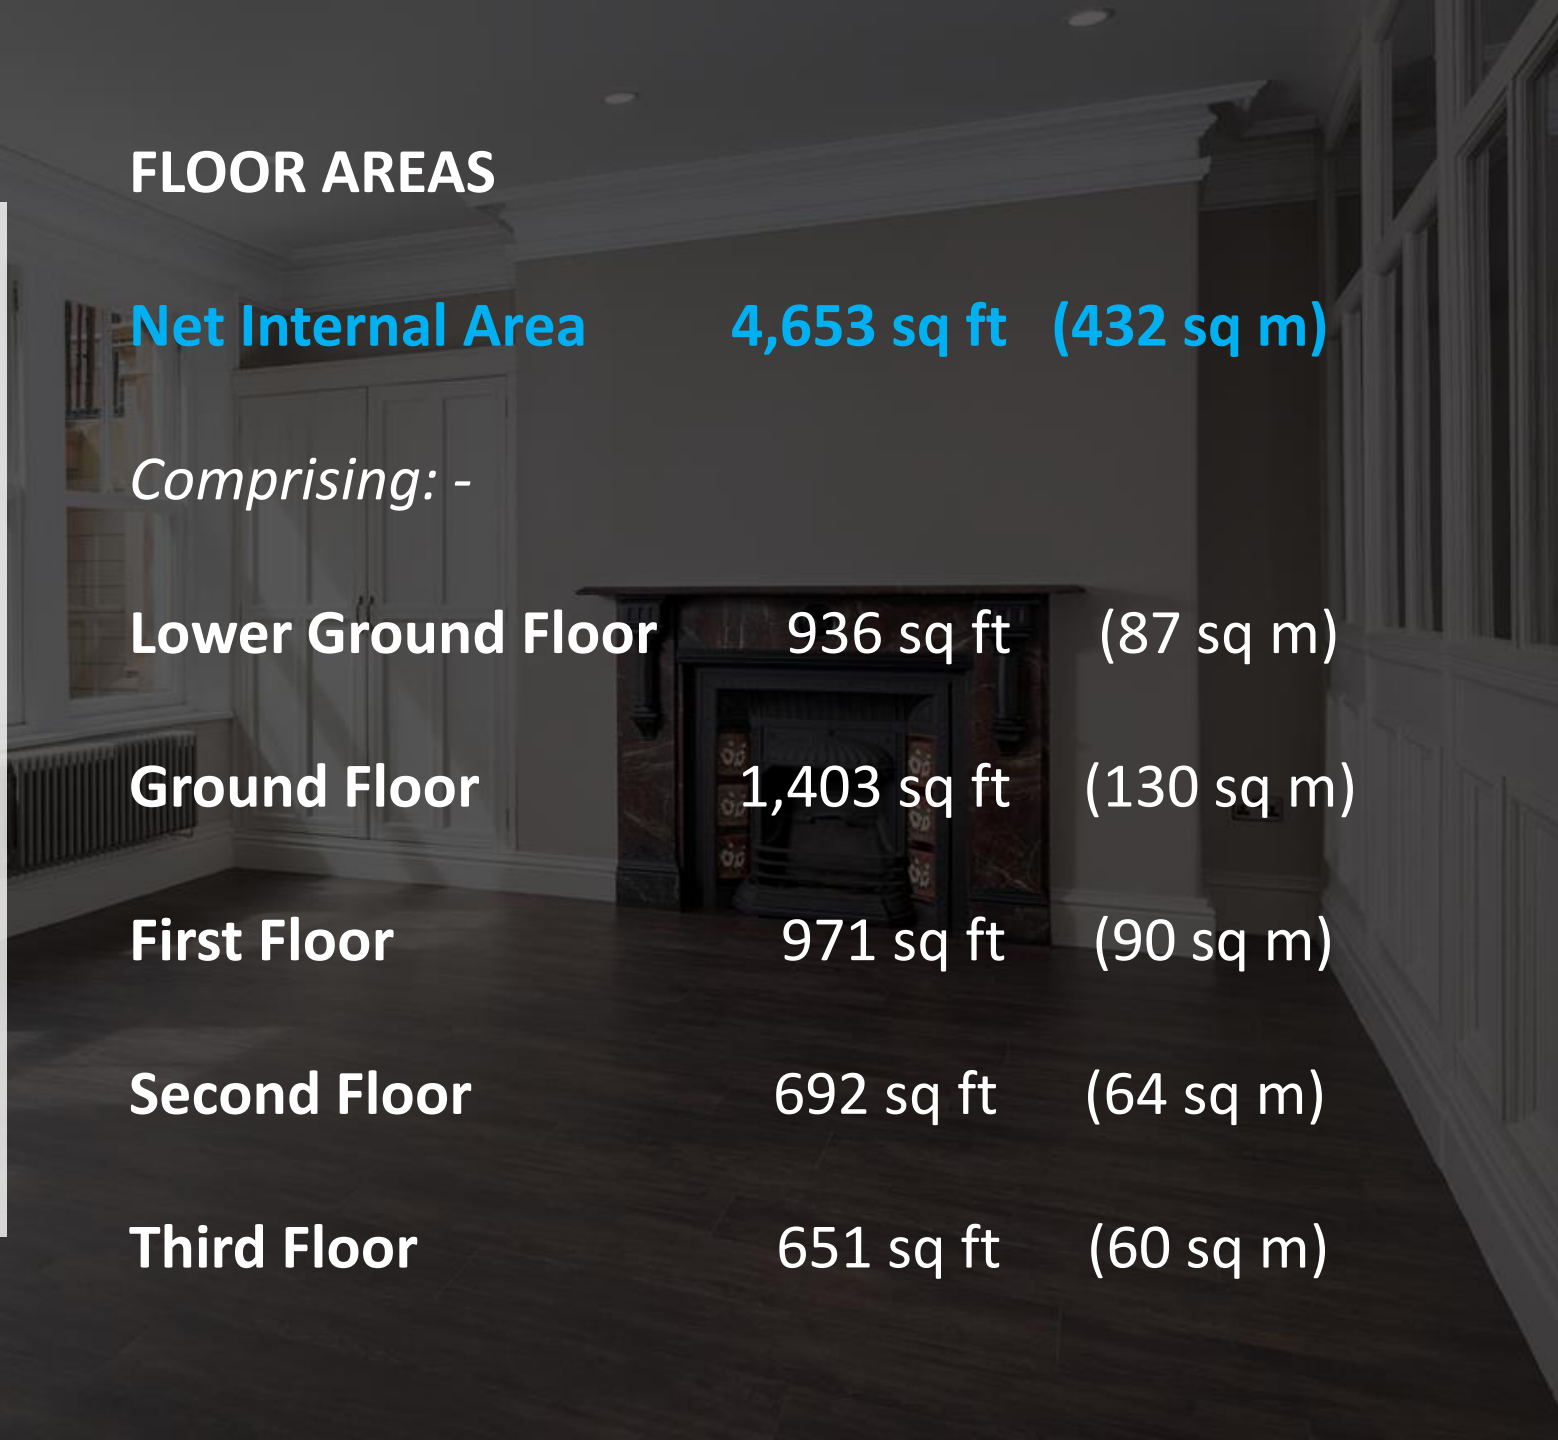 FLOOR AREAS
Net Internal Area 4,653 sq ft (432 sq m)
Comprising: -
Lower Ground Floor 936 sq ft (87 sq m)
Ground Floor 1,403 sq ft (130 sq m)
First Floor 971 sq ft (90 sq m)
Second Floor 692 sq ft (64 sq m)
Third Floor 651 sq ft (60 sq m)